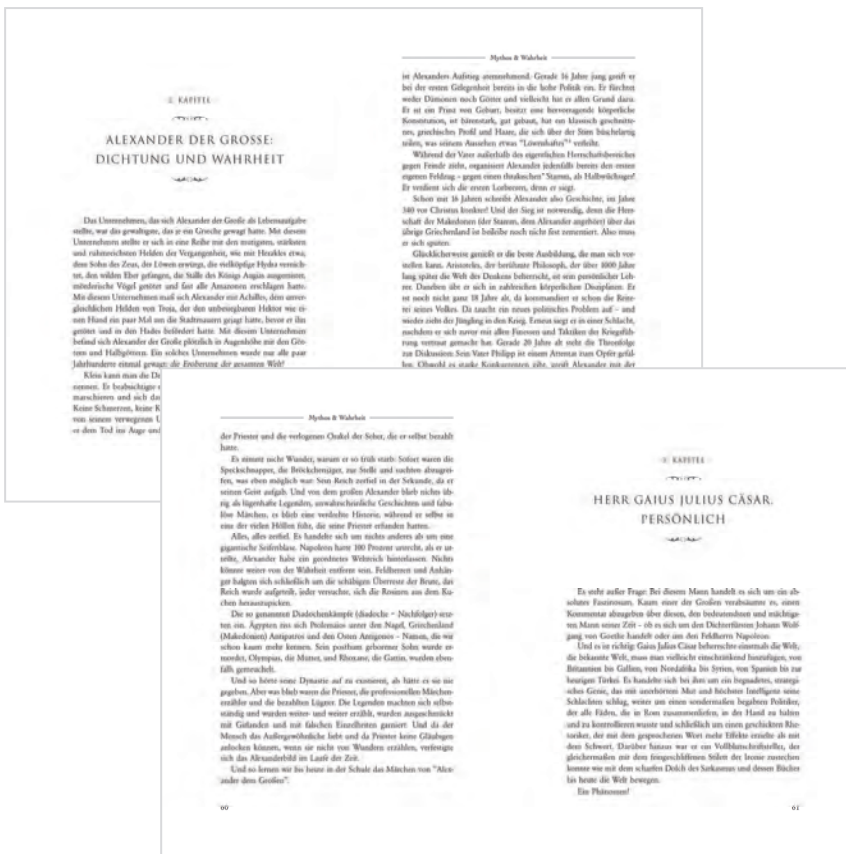 2. KAPITEL
ALEXANDER DER GROSSE:
DICHTUNG UND WAHRHEIT
Das Unternehmen, das sich Alexander der Große als Lebensaufgabe
stellte, war das gewaltigste, das je ein Grieche gewagt hatte. Mit diesem
Unternehmen stellte er sich in eine Reihe mit den mutigsten, stärksten
und ruhmreichsten Helden der Vergangenheit, wie mit Herakles etwa,
dem Sohn des Zeus, der Löwen erwürgt, die vielköpfige Hydra vernich-
tet, den wilden Eber gefangen, die Ställe des Königs Augias ausgemistet,
mörderische Vögel getötet und fast alle Amazonen erschlagen hatte.
Mit diesem Unternehmen maß sich Alexander mit Achilles, dem unver-
gleichlichen Helden von Troja, der den unbesiegbaren Hektor wie ei-
nen Hund ein paar Mal um die Stadtmauern gejagt hatte, bevor er ihn
getötet und in den Hades befördert hatte. Mit diesem Unternehmen
befand sich Alexander der Große plötzlich in Augenhöhe mit den Göt-
tern und Halbgöttern. Ein solches Unternehmen wurde nur alle paar
Jahrhunderte einmal gewagt: die Eroberung der gesamten Welt!
Klein kann man die De
nennen. Er beabsichtigte
marschieren und sich da
Keine Schmerzen, keine K
von seinem verwegenen U
er dem Tod ins Auge und
Mythos & Wahrheit
ist Alexanders Aufstieg atemnehmend: Gerade 16 Jahre jung greift er
bei der ersten Gelegenheit bereits in die hohe Politik ein. Er fürchtet
weder Dämonen noch Götter und vielleicht hat er allen Grund dazu.
Er ist ein Prinz von Geburt, besitzt eine hervorragende körperliche
Konstitution, ist bärenstark, gut gebaut, hat ein klassisch geschnitte-
nes, griechisches Profil und Haare, die sich über der Stirn büschelartig
teilen, was seinem Aussehen etwas "Löwenhaftes" verleiht.
Während der Vater außerhalb des eigentlichen Herrschaftsbereiches
gegen Feinde zieht, organisiert Alexander jedenfalls bereits den ersten
eigenen Feldzug – gegen einen thrakischen Stamm, als Halbwüchsiger!
Er verdient sich die ersten Lorbeeren, denn er siegt.
Schon mit 16 Jahren schreibt Alexander also Geschichte, im Jahre
340 vor Christus konkret! Und der Sieg ist notwendig, denn die Herr-
schaft der Makedonen (der Stamm, dem Alexander angehört) über das
übrige Griechenland ist beileibe noch nicht fest zementiert. Also muss
er sich sputen.
Glücklicherweise genießt er die beste Ausbildung, die man sich vor-
stellen kann. Aristoteles, der berühmte Philosoph, der über 1000 Jahre
lang später die Welt des Denkens beherrscht, ist sein persönlicher Leh-
rer. Daneben übt er sich in zahlreichen körperlichen Disziplinen. Er
ist noch nicht ganz 18 Jahre alt, da kommandiert er schon die Reite-
rei seines Volkes. Da taucht ein neues politisches Problem auf – und
wieder zieht der Jüngling in den Krieg. Erneut siegt er in einer Schlacht,
nachdem er sich zuvor mit allen Finessen und Taktiken der Kriegsfüh-
rung vertraut gemacht hat. Gerade 20 Jahre alt steht die Thronfolge
zur Diskussion: Sein Vater Philipp ist einem Attentat zum Opfer gefal-
len. Obwohl es starke Konkurrenten gibt, greift Alexander mit der
Mythos & Wahrheit
der Priester und die verlogenen Orakel der Seher, die er selbst bezahlt
hatte.
Es nimmt nicht Wunder, warum er so früh starb. Sofort waren die
Speckschnapper, die Bröckchenjäger, zur Stelle und suchten abzugrei-
fen, was eben möglich war. Sein Reich zerfiel in der Sekunde, da er
seinen Geist aufgab. Und von dem großen Alexander blieb nichts üb-
rig als lügenhafte Legenden, unwahrscheinliche Geschichten und fabu-
löse Märchen, es blieb eine verdrehte Historie, während er selbst in
eine der vielen Höllen fuhr, die seine Priester erfunden hatten.
Alles, alles zerfiel. Es handelte sich um nichts anderes als um eine
gigantische Seifenblase. Napoleon hatte 100 Prozent unrecht, als er ur-
teilte, Alexander habe ein geordnetes Weltreich hinterlassen. Nichts
könnte weiter von der Wahrheit entfernt sein. Feldherren und Anhän-
ger balgten sich schließlich um die schäbigen Überreste der Beute, das
Reich wurde aufgeteilt, jeder versuchte, sich die Rosinen aus dem Ku-
chen herauszupicken.
Die so genannten Diadochenkämpfe (diadoche = Nachfolger) setz-
ten ein. Ägypten riss sich Ptolemaios unter den Nagel, Griechenland
(Makedonien) Antipatros und den Osten Antigonos – Namen, die wir
schon kaum mehr kennen. Sein posthum geborener Sohn wurde er-
mordet, Olympias, die Mutter, und Rhoxane, die Gattin, wurden eben-
falls gemeuchelt.
Und so hörte seine Dynastie auf zu existieren, als hätte es sie nie
gegeben. Aber was blieb waren die Priester, die professionellen Märchen-
erzähler und die bezahlten Lügner. Die Legenden machten sich selbst-
ständig und wurden weiter- und weiter erzählt, wurden ausgeschmückt
mit Girlanden und mit falschen Einzelheiten garniert. Und da der
Mensch das Außergewöhnliche liebt und da Priester keine Gläubigen
anlocken können, wenn sie nicht von Wundern erzählen, verfestigte
sich das Alexanderbild im Laufe der Zeit.
Und so lernen wir bis heute in der Schule das Märchen von "Alex-
ander dem Großen".
60
3. KAPITEL
HERR GAIUS JULIUS CÄSAR,
PERSÖNLICH
Es steht außer Frage: Bei diesem Mann handelt es sich um ein ab-
solutes Faszinosum. Kaum einer der Großen verabsäumte es, einen
Kommentar abzugeben über diesen, den bedeutendsten und mächtigs-
ten Mann seiner Zeit – ob es sich um den Dichterfürsten Johann Wolf-
gang von Goethe handelt oder um den Feldherrn Napoleon.
Und es ist richtig: Gaius Julius Cäsar beherrschte einstmals die Welt,
die bekannte Welt, muss man vielleicht einschränkend hinzufügen, von
Britannien bis Gallien, von Nordafrika bis Syrien, von Spanien bis zur
heutigen Türkei. Es handelte sich bei ihm um ein begnadetes, strategi-
sches Genie, das mit unerhörtem Mut und höchster Intelligenz seine
Schlachten schlug, weiter um einen sondermaßen begabten Politiker,
der alle Fäden, die in Rom zusammenliefen, in der Hand zu halten
und zu kontrollieren wusste und schließlich um einen geschickten Rhe-
toriker, der mit dem gesprochenen Wort mehr Effekte erzielte als mit
dem Schwert. Darüber hinaus war er ein Vollblutschriftsteller, der
gleichermaßen mit dem feingeschliffenen Stilett der Ironie zustechen
konnte wie mit dem scharfen Dolch des Sarkasmus und dessen Bücher
bis heute die Welt bewegen.
Ein Phänomen!
61